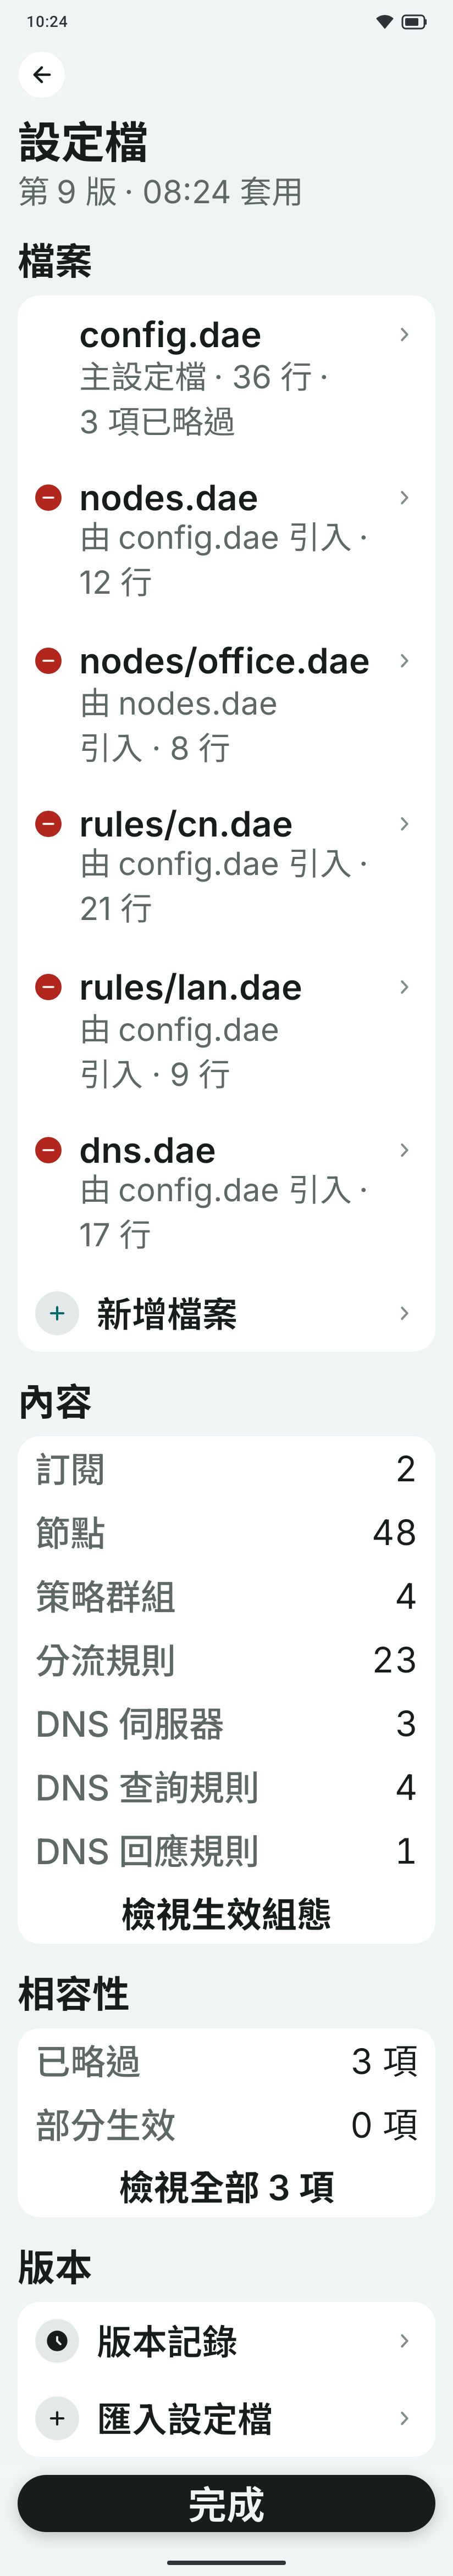 10:24
設定檔
第 9 版 · 08:24 套用
檔案
config.dae
主設定檔 · 36 行 ·
3 項已略過
nodes.dae
由 config.dae 引入 ·
12 行
nodes/office.dae
由 nodes.dae
引入 · 8 行
rules/cn.dae
由 config.dae 引入 ·
21 行
rules/lan.dae
由 config.dae
引入 · 9 行
dns.dae
由 config.dae 引入 ·
17 行
新增檔案
內容
訂閱 2
節點 48
策略群組 4
分流規則 23
DNS 伺服器 3
DNS 查詢規則 4
DNS 回應規則 1
檢視生效組態
相容性
已略過 3 項
部分生效 0 項
檢視全部 3 項
版本
版本記錄
匯入設定檔
完成